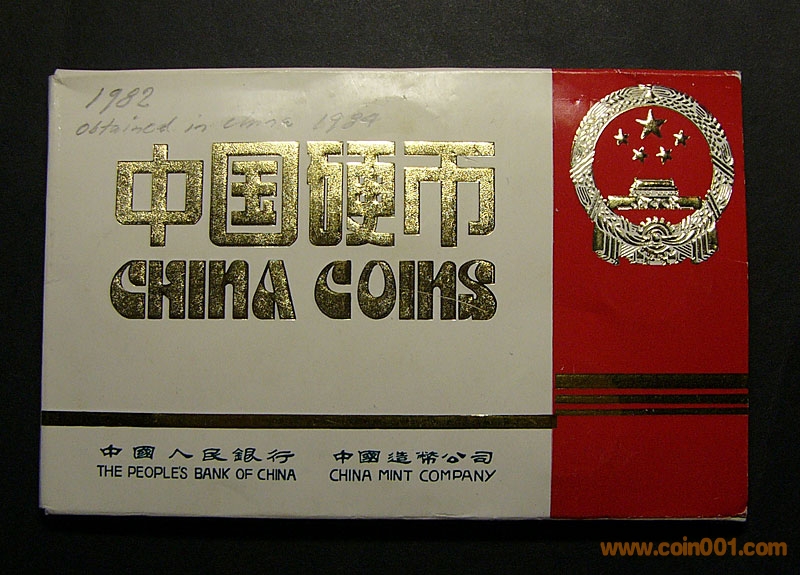 1982
obtained in China 1984
中国硬币
CHINA COINS
中國人民銀行
THE PEOPLE'S BANK OF CHINA
中國造幣公司
CHINA MINT COMPANY
www.coin001.com